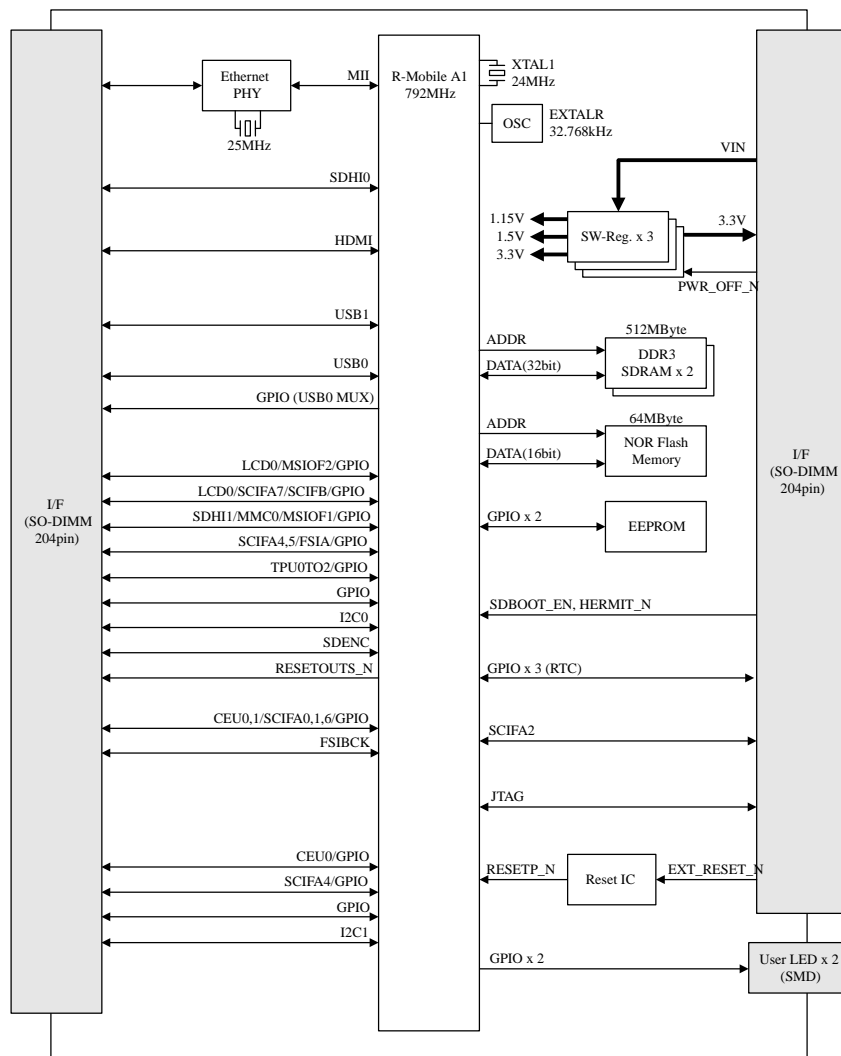 Ethernet
PHY
25MHz
MII
R-Mobile A1
792MHz
XTAL1
24MHz
OSC
EXTALR
32.768kHz
VIN
SDHI0
1.15V
1.5V
3.3V
SW-Reg. x 3
3.3V
PWR_OFF_N
HDMI
USB1
USB0
GPIO (USB0 MUX)
ADDR
DATA(32bit)
512MByte
DDR3
SDRAM x 2
ADDR
DATA(16bit)
64MByte
NOR Flash
Memory
I/F
(SO-DIMM
204pin)
I/F
(SO-DIMM
204pin)
LCD0/MSIOF2/GPIO
LCD0/SCIFA7/SCIFB/GPIO
SDHI1/MMC0/MSIOF1/GPIO
SCIFA4,5/FSIA/GPIO
TPU0TO2/GPIO
GPIO
I2C0
SDENC
RESETOUTS_N
GPIO x 2
EEPROM
SDBOOT_EN, HERMIT_N
GPIO x 3 (RTC)
CEU0,1/SCIFA0,1,6/GPIO
FSIBCK
SCIFA2
JTAG
CEU0/GPIO
SCIFA4/GPIO
GPIO
I2C1
RESETP_N
Reset IC
EXT_RESET_N
GPIO x 2
User LED x 2
(SMD)